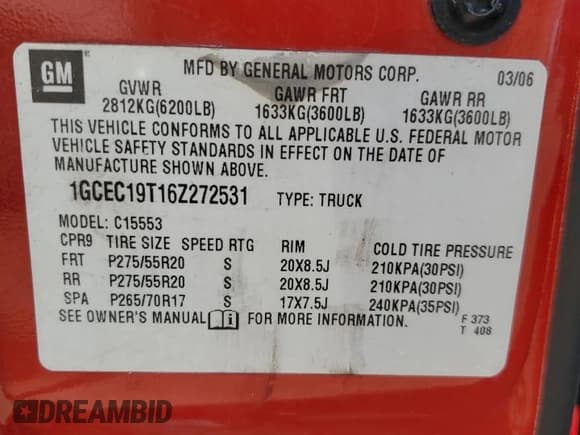 GM
®
MFD BY GENERAL MOTORS CORP. 03/06
GVWR GAWR FRT GAWR RR
2812KG(6200LB) 1633KG(3600LB) 1633KG(3600LB)
THIS VEHICLE CONFORMS TO ALL APPLICABLE U.S. FEDERAL MOTOR
VEHICLE SAFETY STANDARDS IN EFFECT ON THE DATE OF
MANUFACTURE SHOWN ABOVE.
1GCEC19T16Z272531 TYPE: TRUCK
MODEL: C15553
CPR9 TIRE SIZE SPEED RTG RIM COLD TIRE PRESSURE
FRT P275/55R20 S 20X8.5J 210KPA(30PSI)
RR P275/55R20 S 20X8.5J 210KPA(30PSI)
SPA P265/70R17 S 17X7.5J 240KPA(35PSI)
SEE OWNER'S MANUAL i FOR MORE INFORMATION. F 373
T 408
DREAMBID